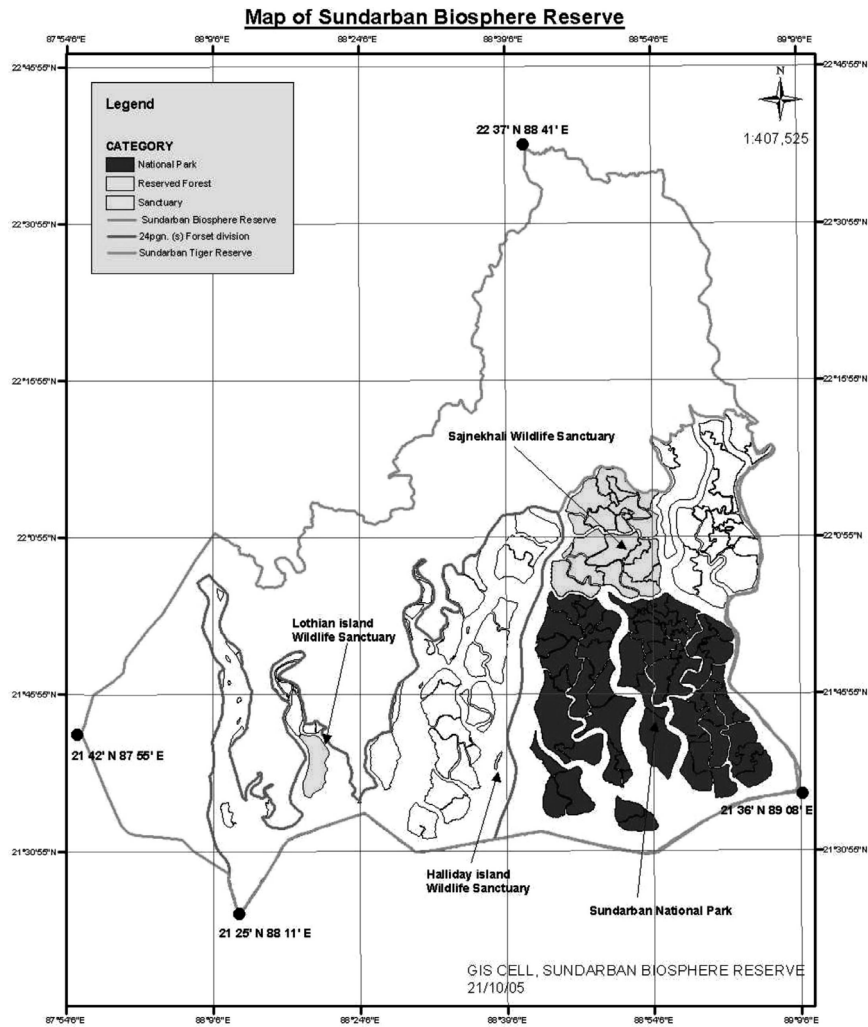 Map of Sundarban Biosphere Reserve
87°54'6"E 88°9'6"E 88°24'6"E 88°39'6"E 88°54'6"E 89°9'6"E
22°45'55"N 22°45'55"N
Legend
CATEGORY
National Park
Reserved Forest
Sanctuary
Sundarban Biosphere Reserve
24pgn. (s) Forset division
Sundarban Tiger Reserve
N
1:407,525
22 37' N 88 41' E
22°30'55"N 22°30'55"N
22°15'55"N 22°15'55"N
Sajnekhali Wildlife Sanctuary
22°0'55"N 22°0'55"N
Lothian island
Wildlife Sanctuary
21°45'55"N 21°45'55"N
21 42' N 87 55' E
21 36' N 89 08' E
21°30'55"N 21°30'55"N
Halliday island
Wildlife Sanctuary
Sundarban National Park
21 25' N 88 11' E
GIS CELL, SUNDARBAN BIOSPHERE RESERVE
21/10/05
87°54'6"E 88°9'6"E 88°24'6"E 88°39'6"E 88°54'6"E 89°9'6"E